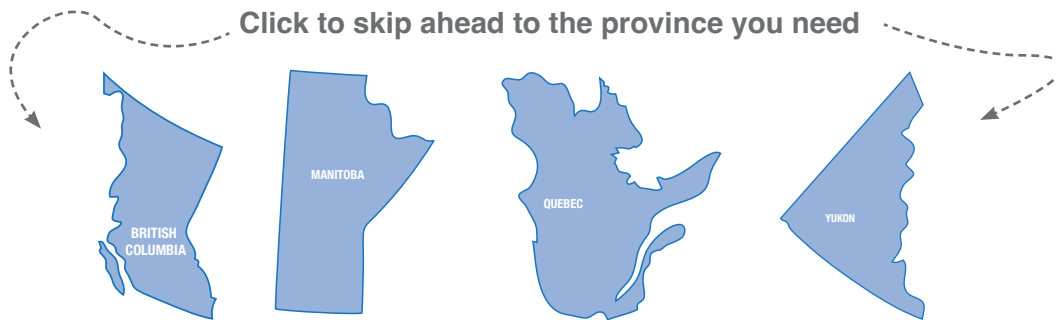 Click to skip ahead to the province you need
MANITOBA
QUEBEC
YUKON
BRITISH
COLUMBIA